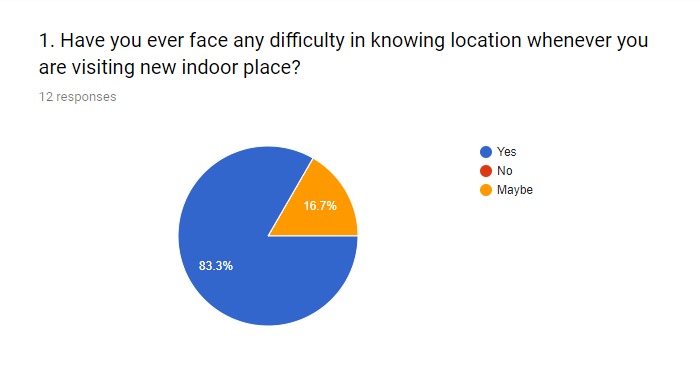 1. Have you ever face any difficulty in knowing location whenever you
are visiting new indoor place?
12 responses
Yes
No
Maybe
16.7%
83.3%